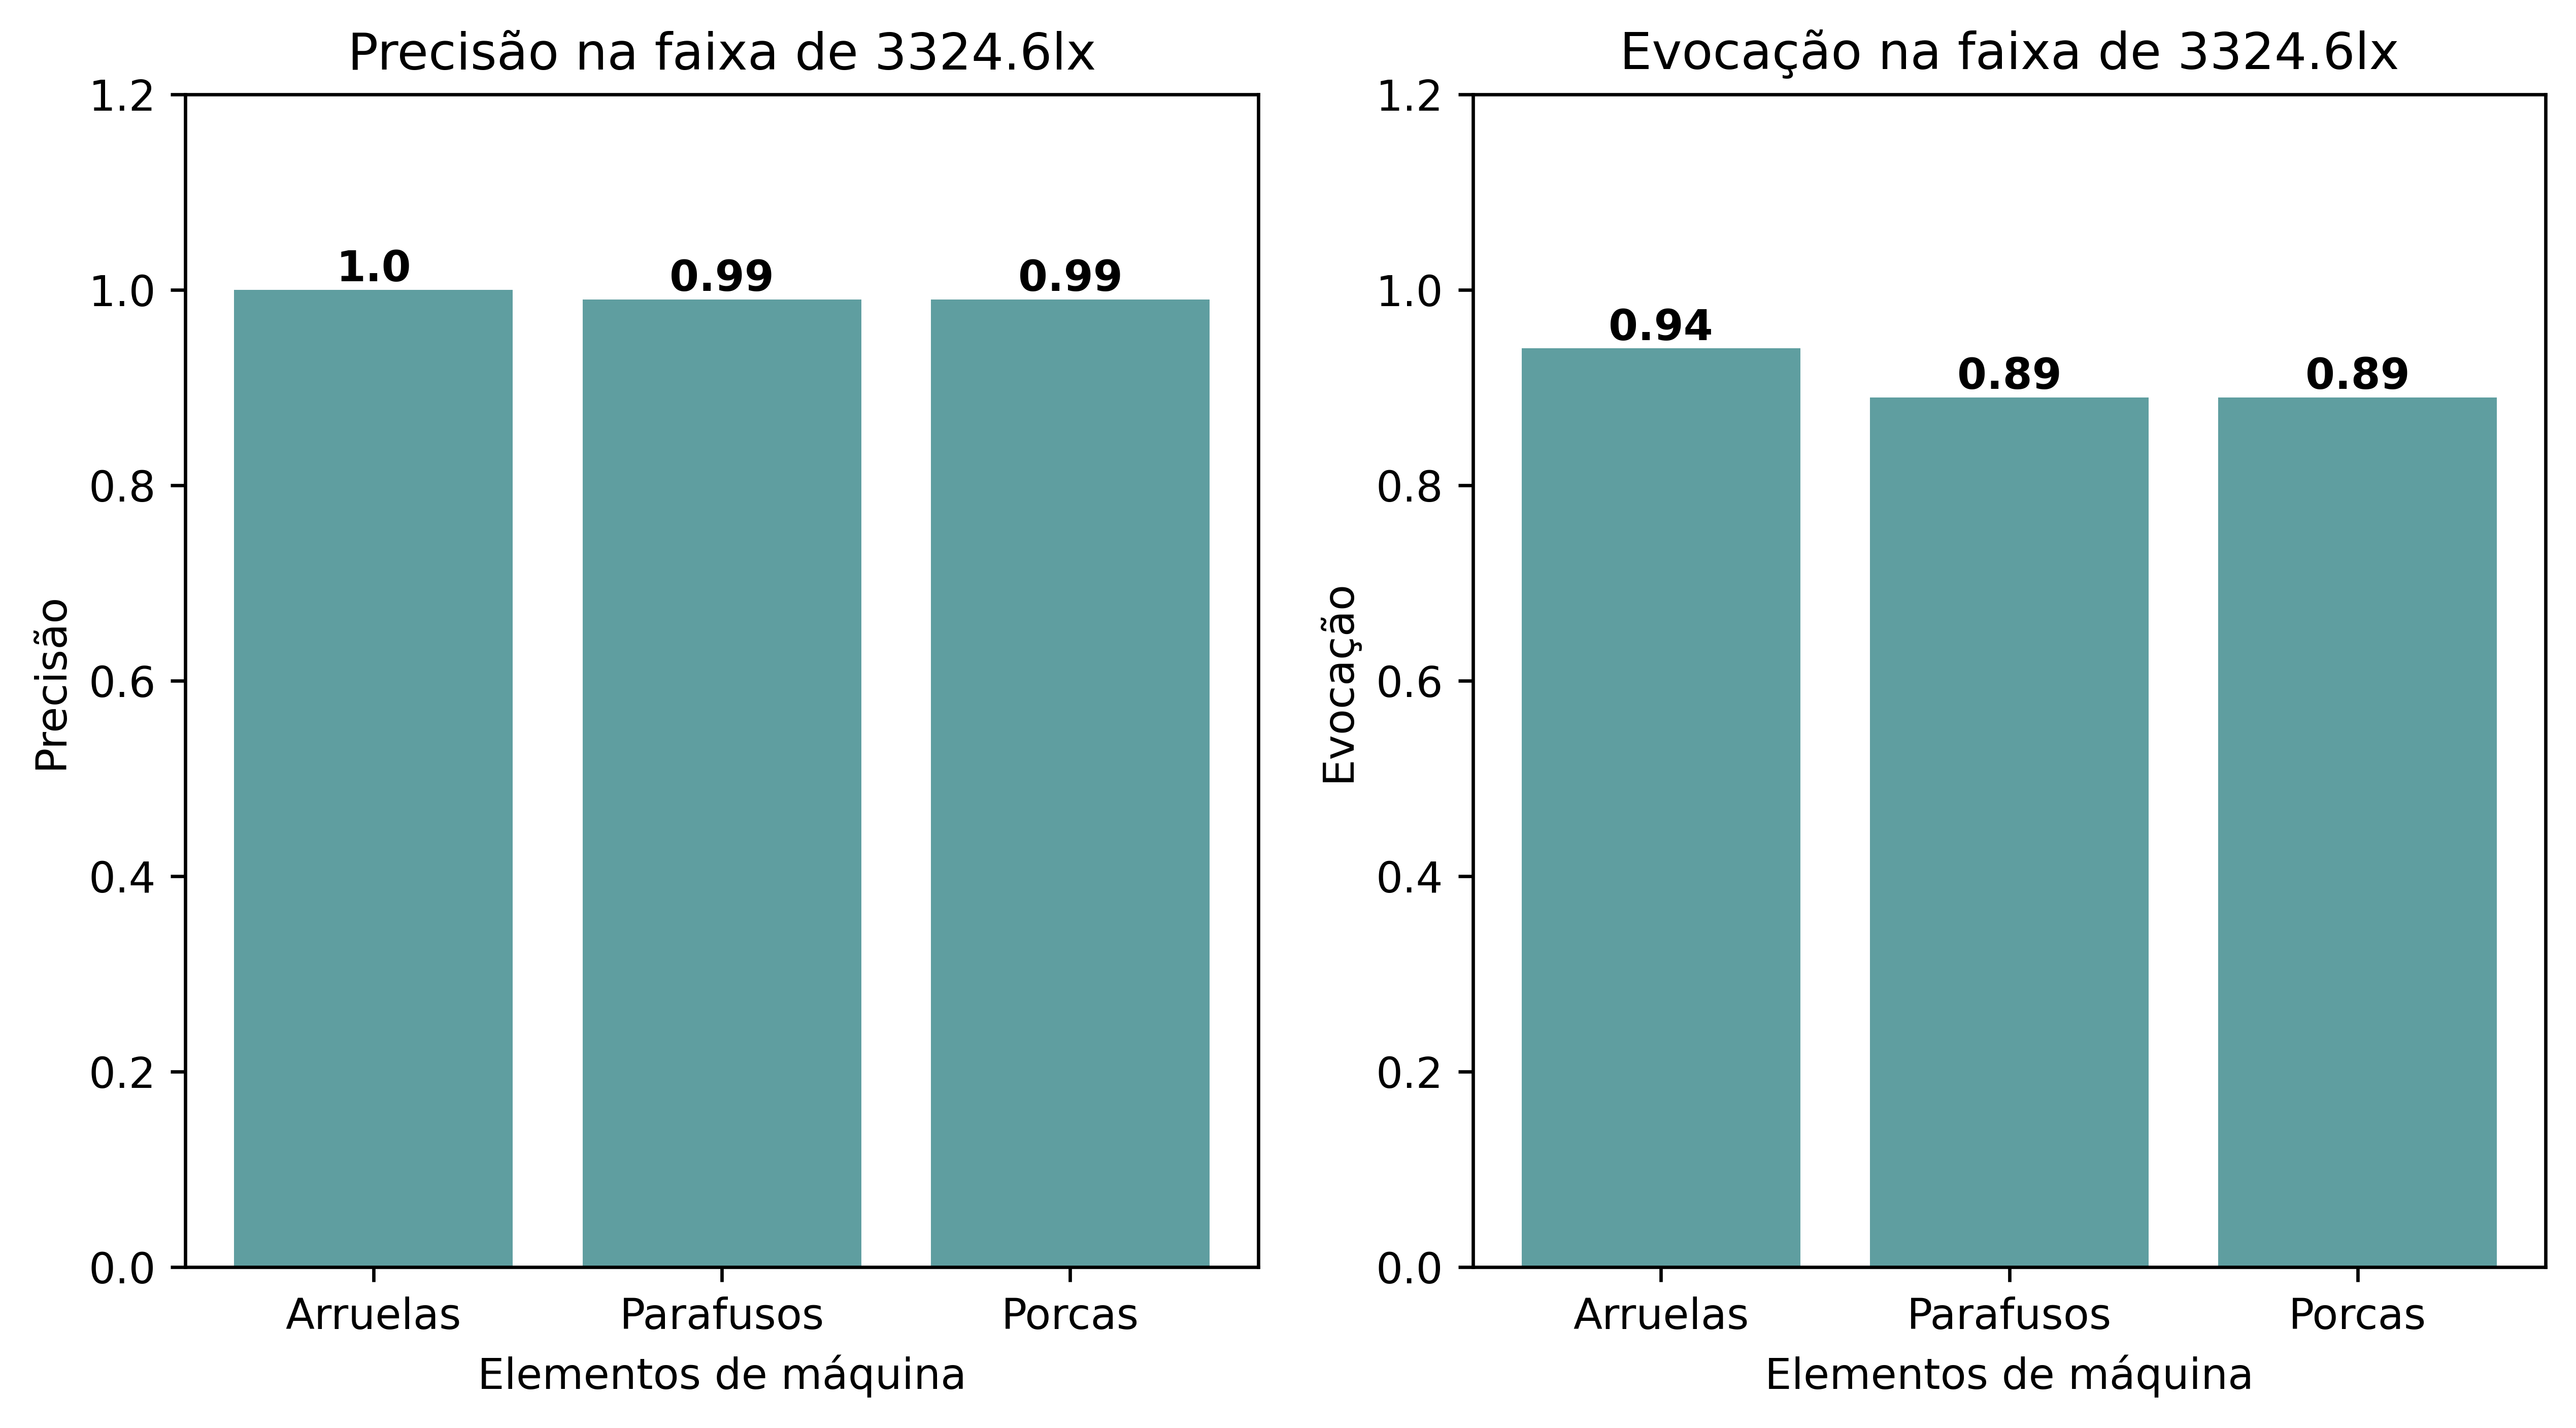 Precisão na faixa de 3324.6lx
1.2
1.0
0.8
0.6
0.4
0.2
0.0
Precisão
1.0
0.99
0.99
Arruelas
Parafusos
Porcas
Elementos de máquina
Evocação na faixa de 3324.6lx
1.2
1.0
0.8
0.6
0.4
0.2
0.0
Evocação
0.94
0.89
0.89
Arruelas
Parafusos
Porcas
Elementos de máquina